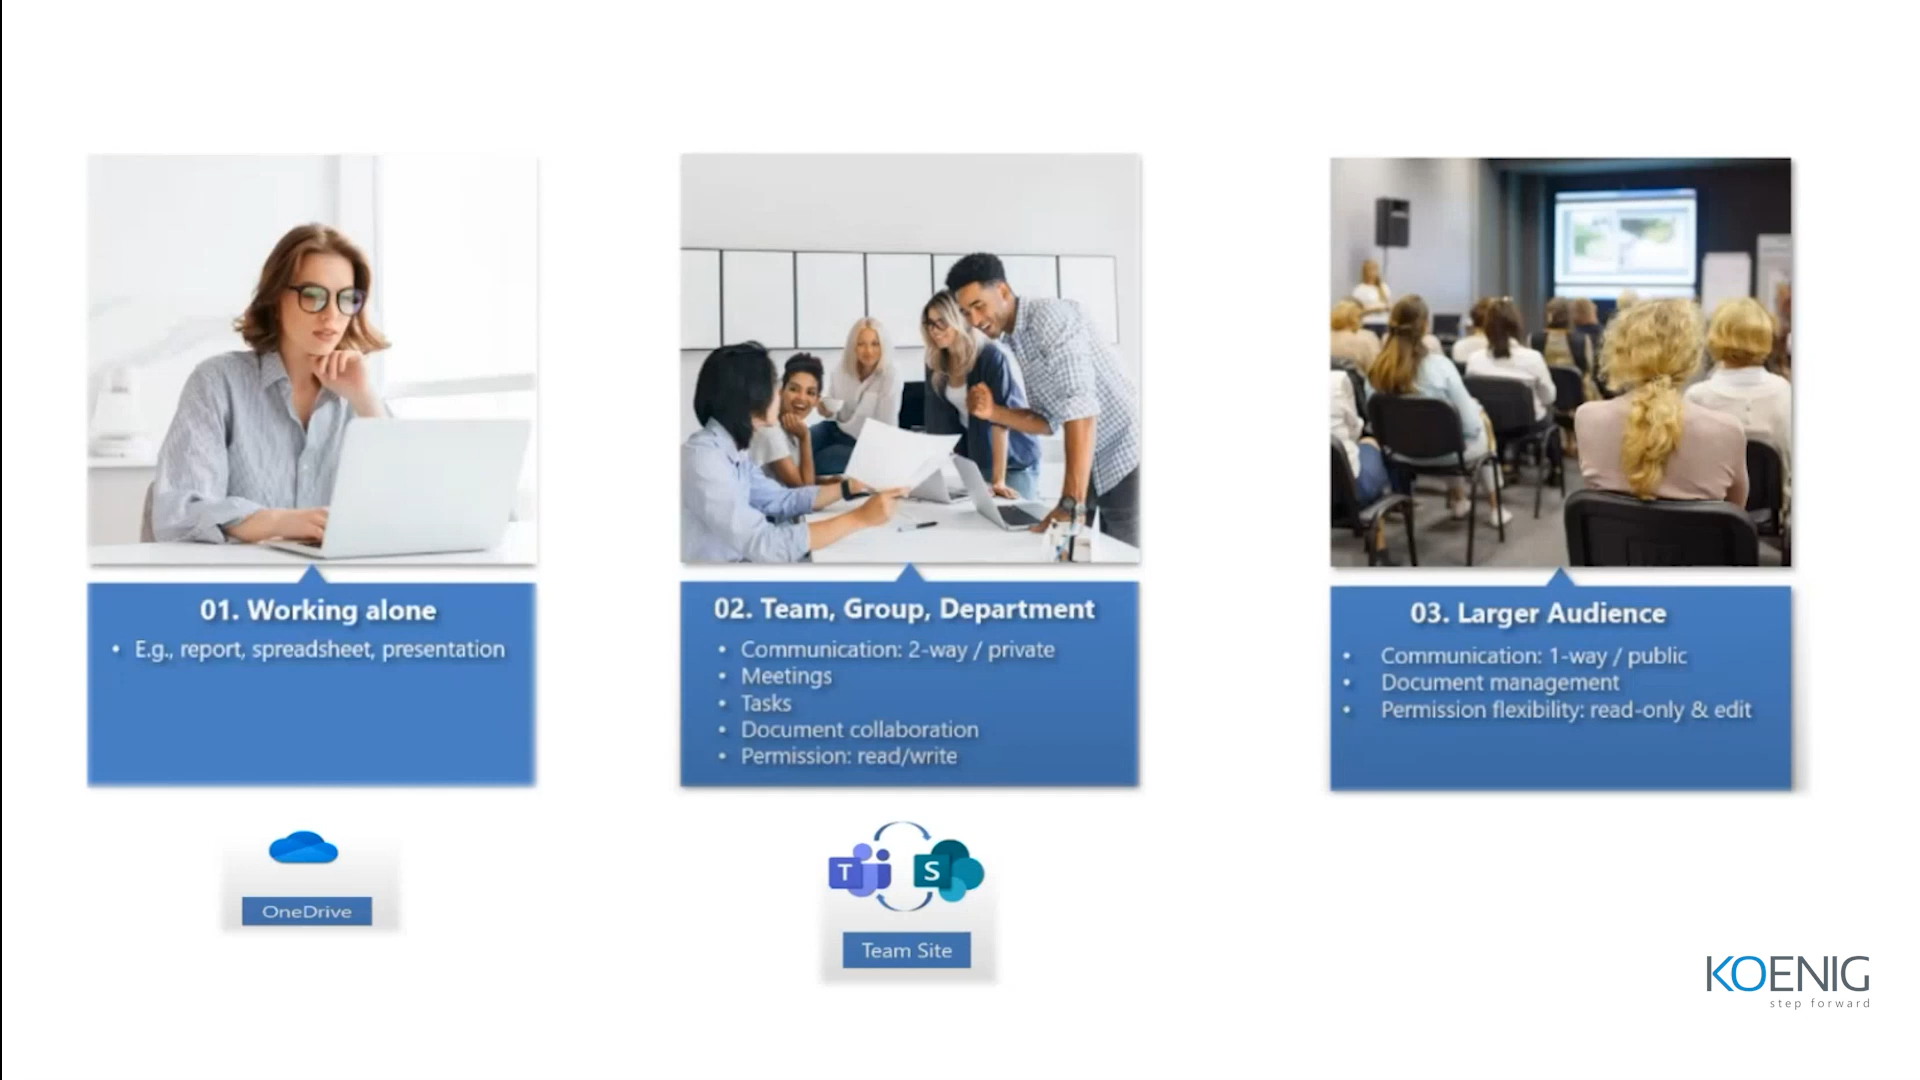 01. Working alone
• E.g., report, spreadsheet, presentation
OneDrive
02. Team, Group, Department
• Communication: 2-way / private
• Meetings
• Tasks
• Document collaboration
• Permission: read/write
T
S
Team Site
03. Larger Audience
• Communication: 1-way / public
• Document management
• Permission flexibility: read-only & edit
KOENIG
step forward